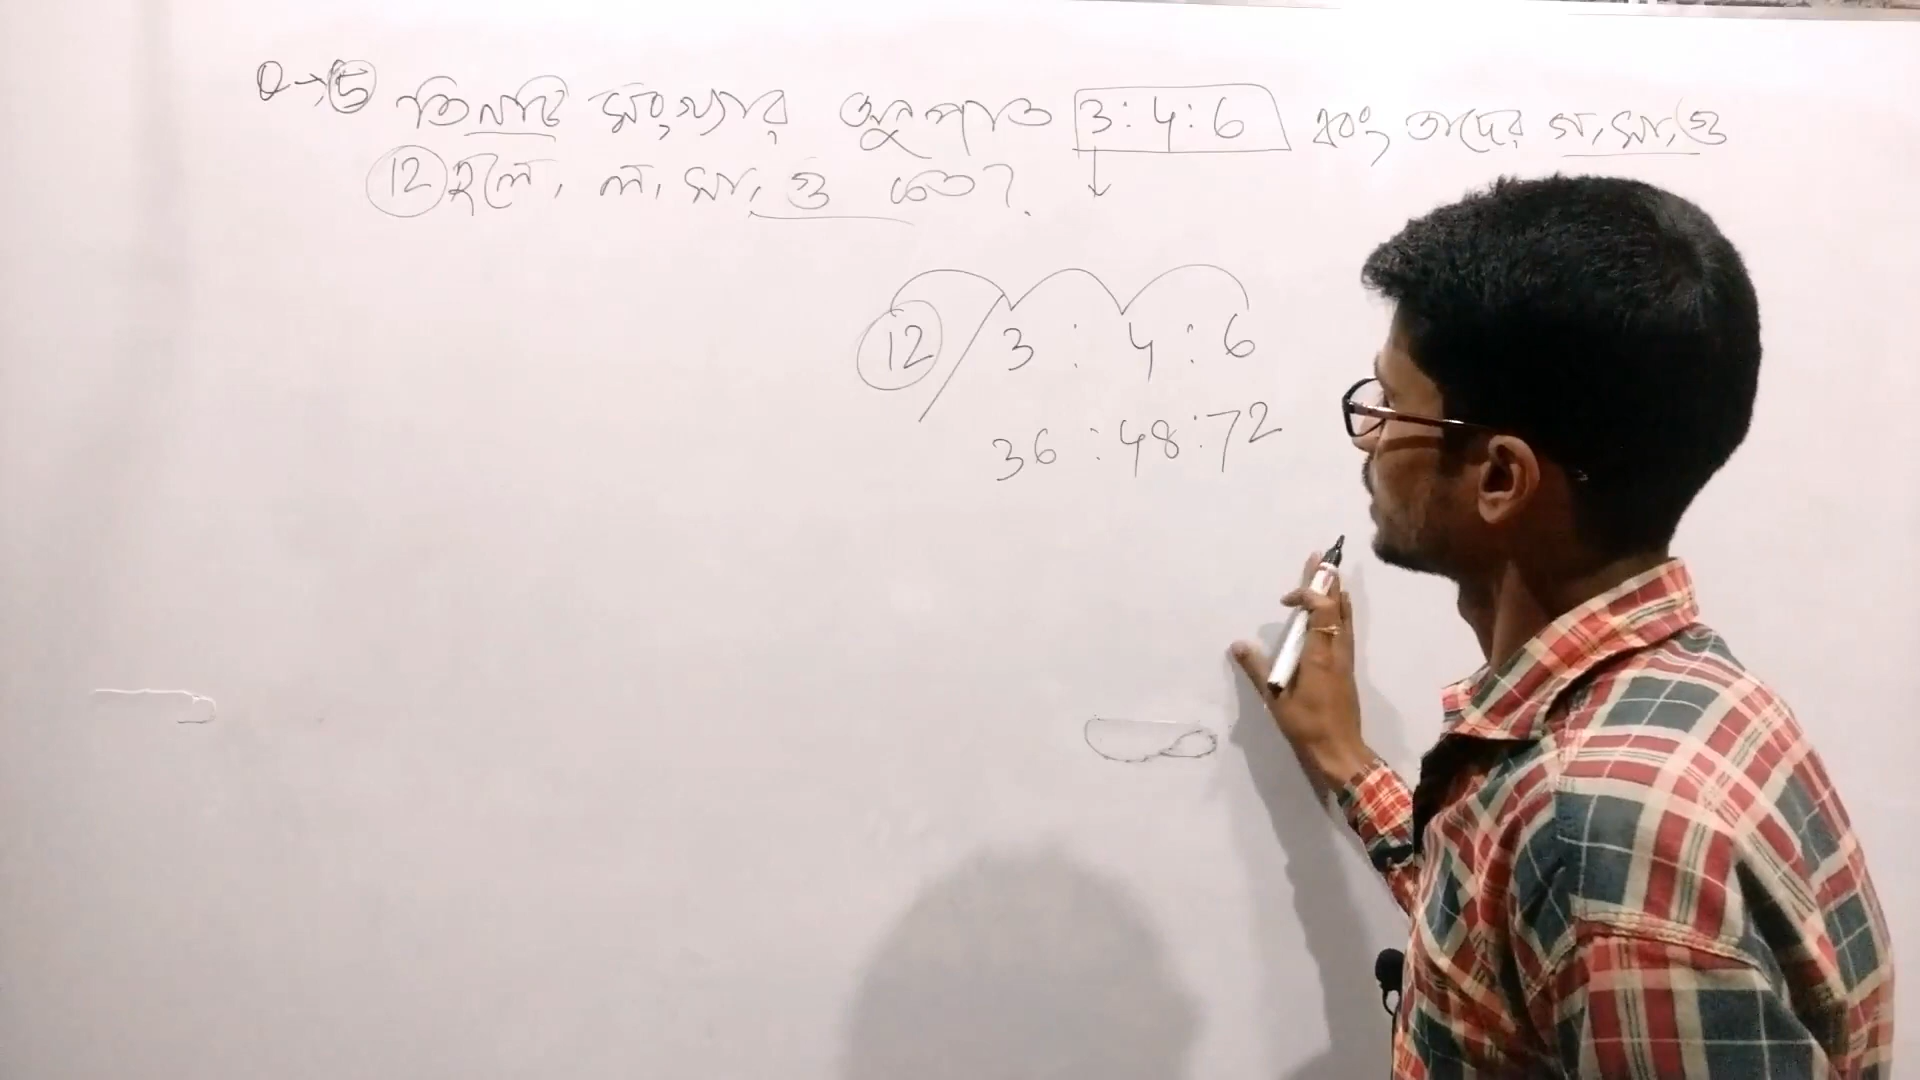 Q→ 5 তিনটি সংখ্যার অনুপাত 3:4:6 এবং তাদের গ,সা,গু
12 হলে, ল, সা, গু কত?
12 / 3 : 4 : 6
36 : 48 : 72